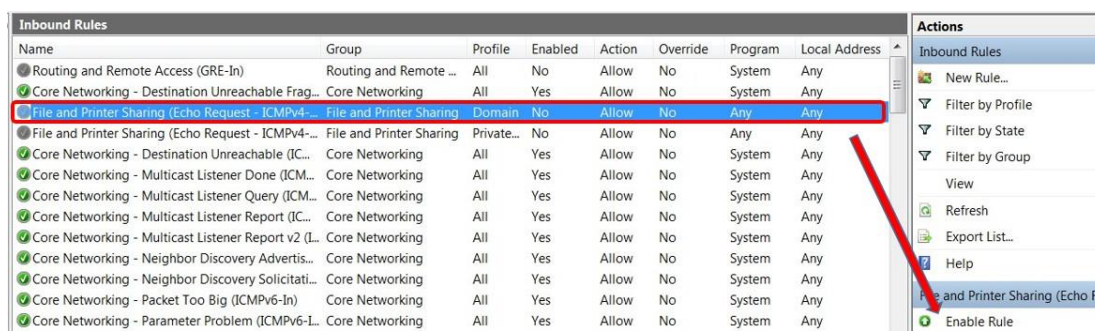 Inbound Rules
Name Group Profile Enabled Action Override Program Local Address
Routing and Remote Access (GRE-In) Routing and Remote ... All No Allow No System Any
Core Networking - Destination Unreachable Frag... Core Networking All Yes Allow No System Any
File and Printer Sharing (Echo Request - ICMPv4-... File and Printer Sharing Domain No Allow No Any Any
File and Printer Sharing (Echo Request - ICMPv4-... File and Printer Sharing Private... No Allow No Any Any
Core Networking - Destination Unreachable (IC... Core Networking All Yes Allow No System Any
Core Networking - Multicast Listener Done (ICM... Core Networking All Yes Allow No System Any
Core Networking - Multicast Listener Query (ICM... Core Networking All Yes Allow No System Any
Core Networking - Multicast Listener Report (IC... Core Networking All Yes Allow No System Any
Core Networking - Multicast Listener Report v2 (I... Core Networking All Yes Allow No System Any
Core Networking - Neighbor Discovery Advertis... Core Networking All Yes Allow No System Any
Core Networking - Neighbor Discovery Solicitati... Core Networking All Yes Allow No System Any
Core Networking - Packet Too Big (ICMPv6-In) Core Networking All Yes Allow No System Any
Core Networking - Parameter Problem (ICMPv6-I... Core Networking All Yes Allow No System Any
Actions
Inbound Rules
New Rule...
Filter by Profile
Filter by State
Filter by Group
View
Refresh
Export List...
Help
and Printer Sharing (Echo
Enable Rule